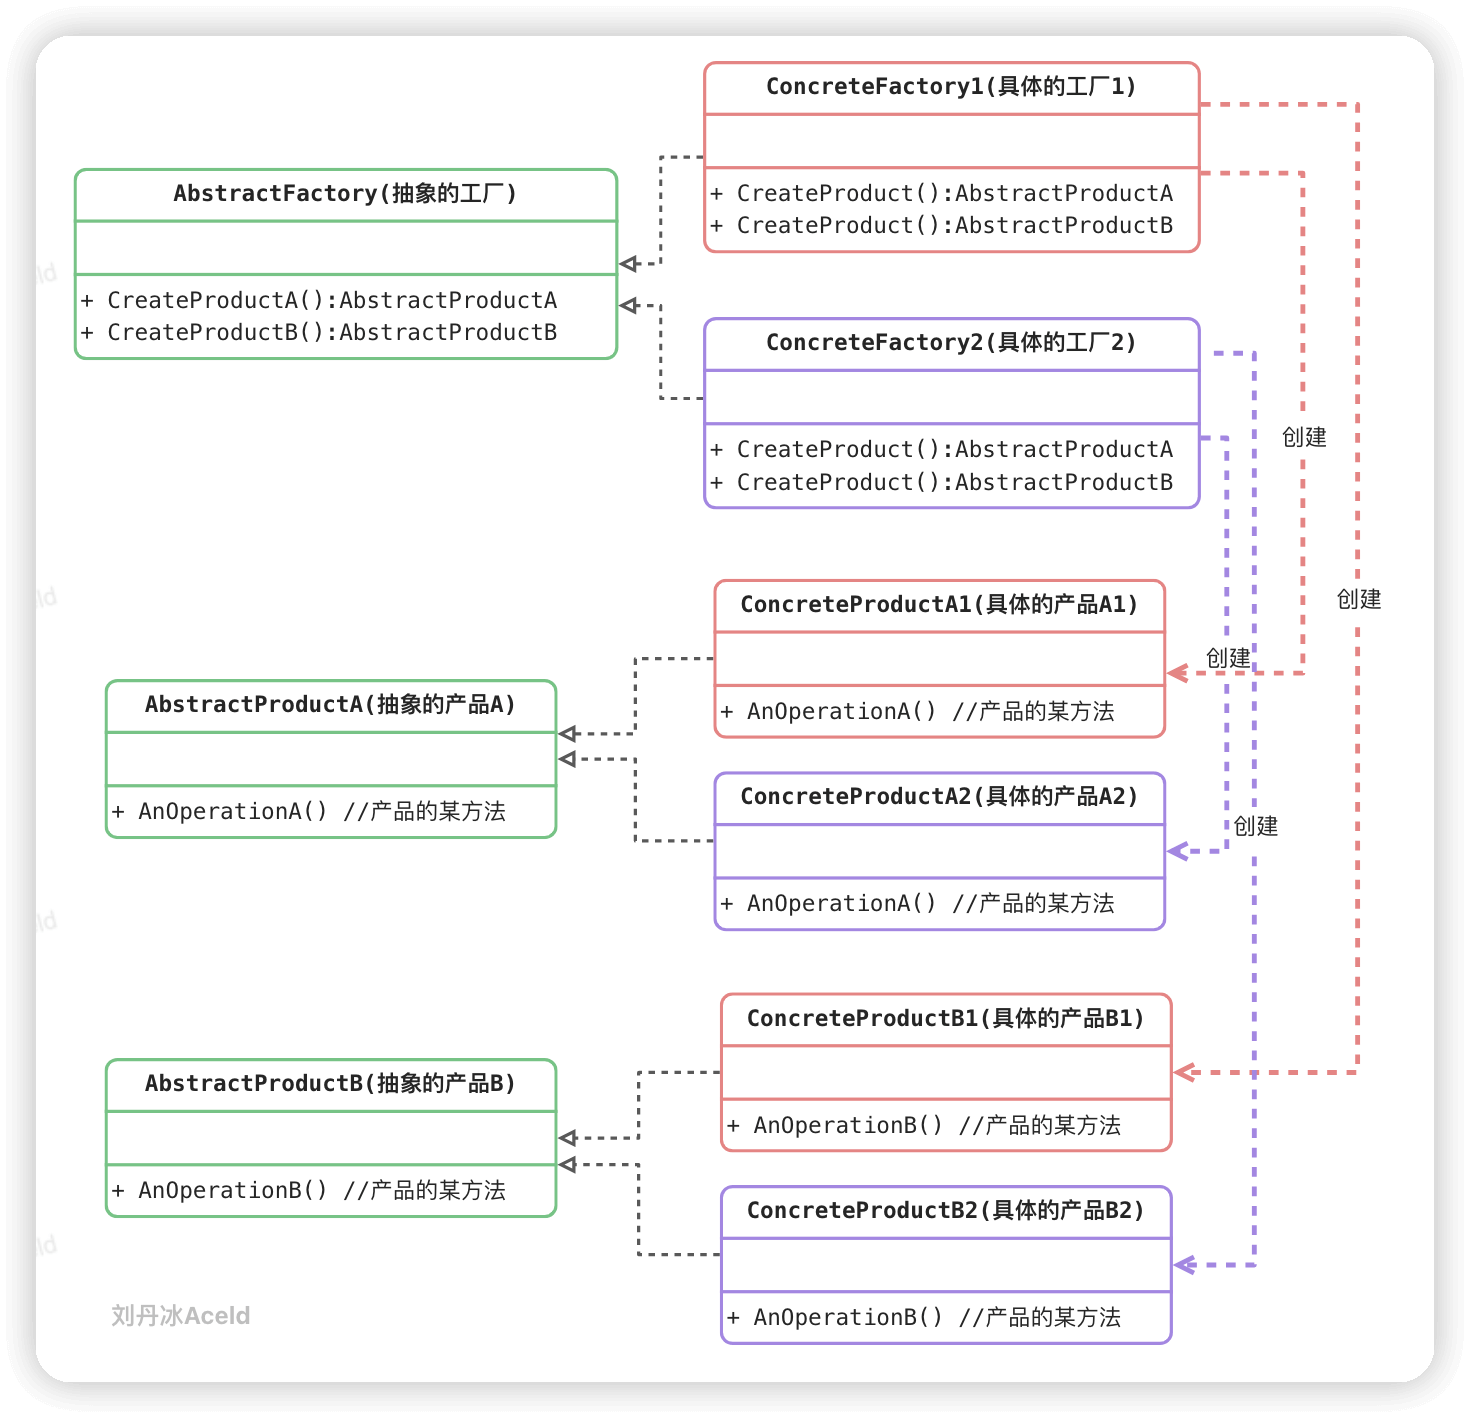 ConcreteFactory1(具体的工厂1)
+ CreateProduct():AbstractProductA
+ CreateProduct():AbstractProductB
AbstractFactory(抽象的工厂)
+ CreateProductA():AbstractProductA
+ CreateProductB():AbstractProductB
ConcreteFactory2(具体的工厂2)
+ CreateProduct():AbstractProductA
+ CreateProduct():AbstractProductB
创建
创建
创建
创建
ConcreteProductA1(具体的产品A1)
+ AnOperationA() //产品的某方法
AbstractProductA(抽象的产品A)
+ AnOperationA() //产品的某方法
ConcreteProductA2(具体的产品A2)
+ AnOperationA() //产品的某方法
ConcreteProductB1(具体的产品B1)
+ AnOperationB() //产品的某方法
AbstractProductB(抽象的产品B)
+ AnOperationB() //产品的某方法
ConcreteProductB2(具体的产品B2)
+ AnOperationB() //产品的某方法
刘丹冰Aceld